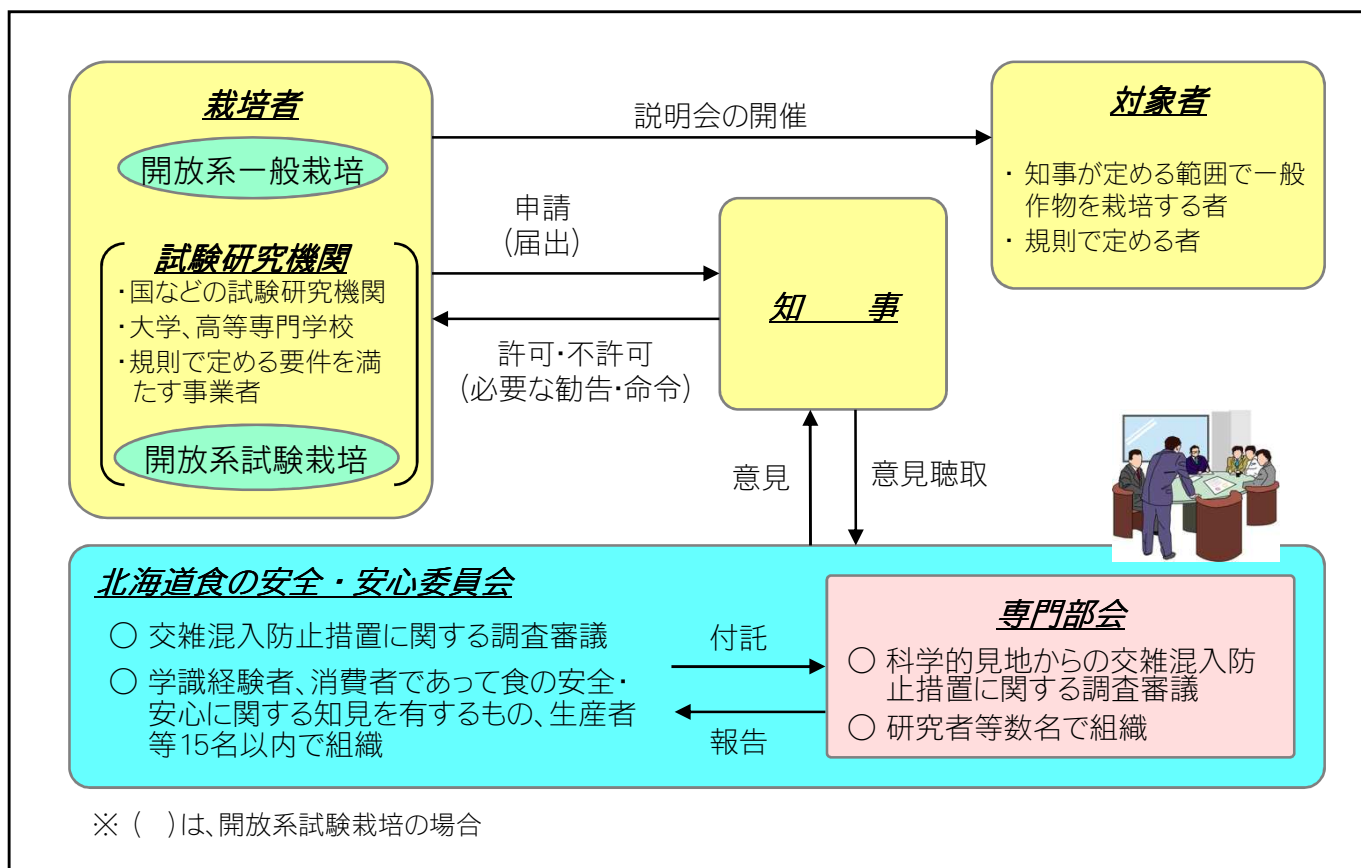 栽培者
開放系一般栽培
試験研究機関
・国などの試験研究機関
・大学、高等専門学校
・規則で定める要件を満
たす事業者
開放系試験栽培
説明会の開催
申請
(届出)
許可・不許可
(必要な勧告・命令)
知　　事
対象者
・ 知事が定める範囲で一般
作物を栽培する者
・ 規則で定める者
意見
意見聴取
北海道食の安全・安心委員会
○ 交雑混入防止措置に関する調査審議
○ 学識経験者、消費者であって食の安全・
安心に関する知見を有するもの、生産者
等15名以内で組織
付託
報告
専門部会
○ 科学的見地からの交雑混入防
止措置に関する調査審議
○ 研究者等数名で組織
※ (　)は、開放系試験栽培の場合